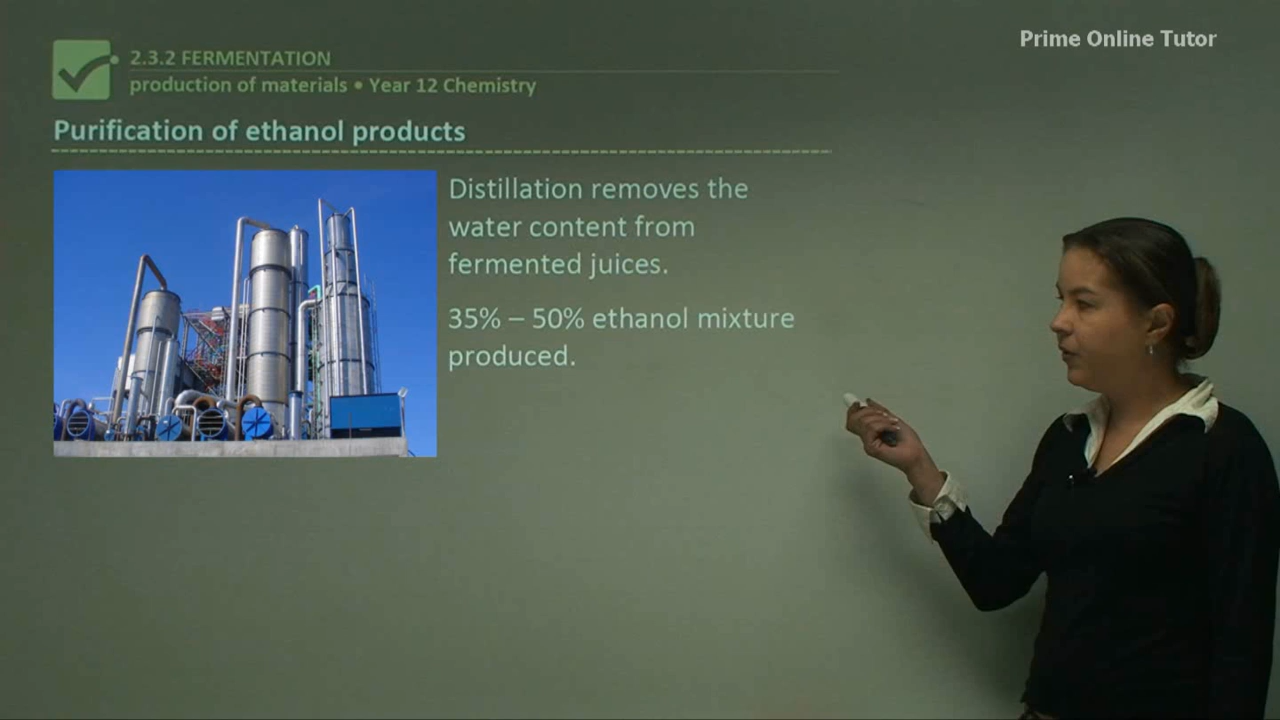 Prime Online Tutor
2.3.2 FERMENTATION
production of materials • Year 12 Chemistry
Purification of ethanol products
Distillation removes the
water content from
fermented juices.
35% – 50% ethanol mixture
produced.